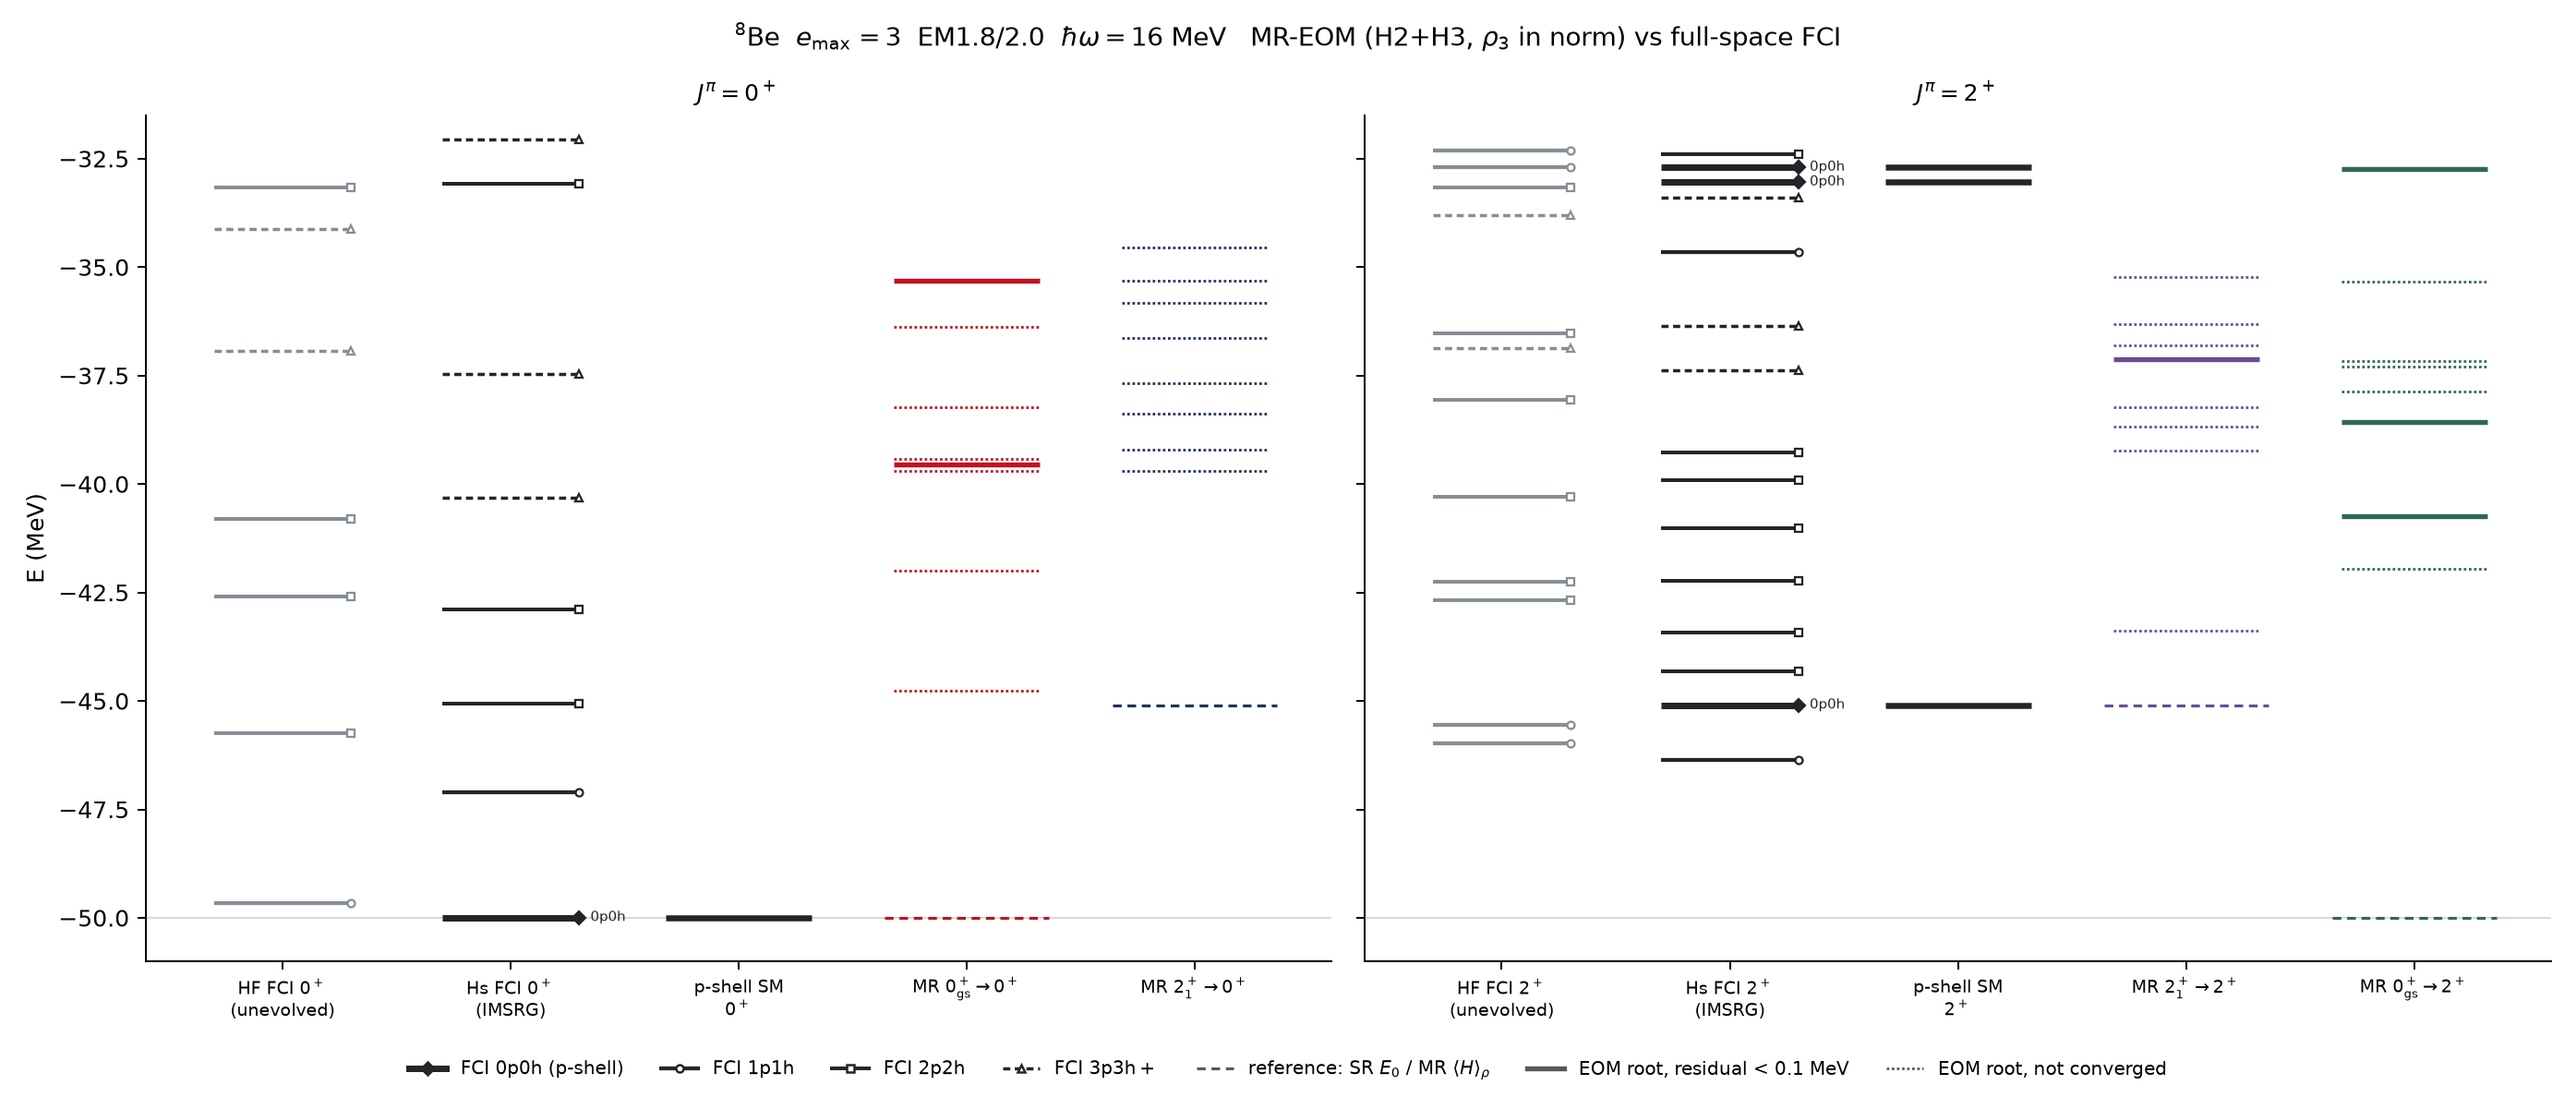 ⁸Be e_max = 3 EM1.8/2.0 ℏω = 16 MeV MR-EOM (H2+H3, ρ₃ in norm) vs full-space FCI
J^π = 0⁺
J^π = 2⁺
E (MeV)
−32.5
−35.0
−37.5
−40.0
−42.5
−45.0
−47.5
−50.0
0p0h
0p0h
0p0h
0p0h
HF FCI 0⁺
(unevolved)
Hs FCI 0⁺
(IMSRG)
p-shell SM
0⁺
MR 0⁺_gs → 0⁺
MR 2⁺₁ → 0⁺
HF FCI 2⁺
(unevolved)
Hs FCI 2⁺
(IMSRG)
p-shell SM
2⁺
MR 2⁺₁ → 2⁺
MR 0⁺_gs → 2⁺
FCI 0p0h (p-shell)
FCI 1p1h
FCI 2p2h
FCI 3p3h+
reference: SR E₀ / MR ⟨H⟩_ρ
EOM root, residual < 0.1 MeV
EOM root, not converged